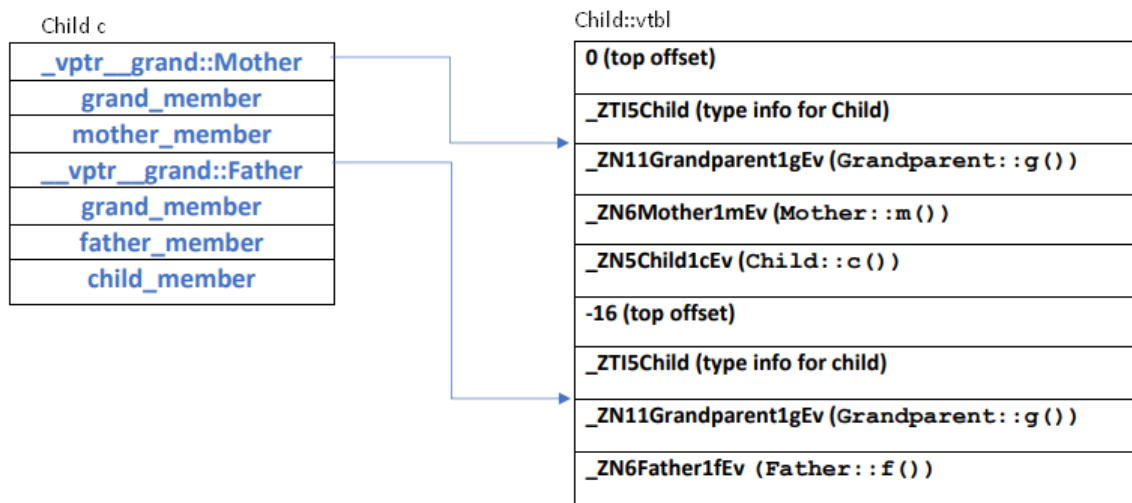 Child c
_vptr__grand::Mother
grand_member
mother_member
__vptr__grand::Father
grand_member
father_member
child_member
Child::vtbl
0 (top offset)
_ZTI5Child (type info for Child)
_ZN11Grandparent1gEv (Grandparent::g())
_ZN6Mother1mEv (Mother::m())
_ZN5Child1cEv (Child::c())
-16 (top offset)
_ZTI5Child (type info for child)
_ZN11Grandparent1gEv (Grandparent::g())
_ZN6Father1fEv (Father::f())